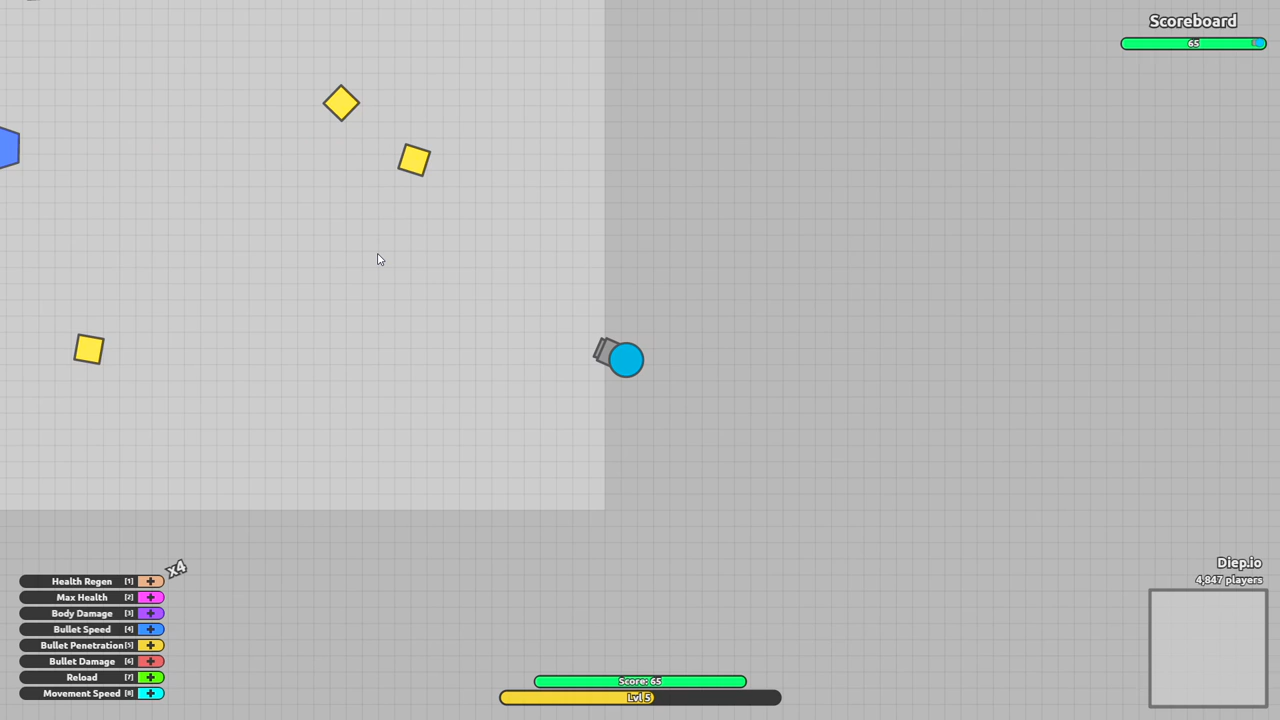 Scoreboard
65
x4
Health Regen [1] +
Max Health [2] +
Body Damage [3] +
Bullet Speed [4] +
Bullet Penetration [5] +
Bullet Damage [6] +
Reload [7] +
Movement Speed [8] +
Score: 65
Lvl 5
Diep.io
4,847 players